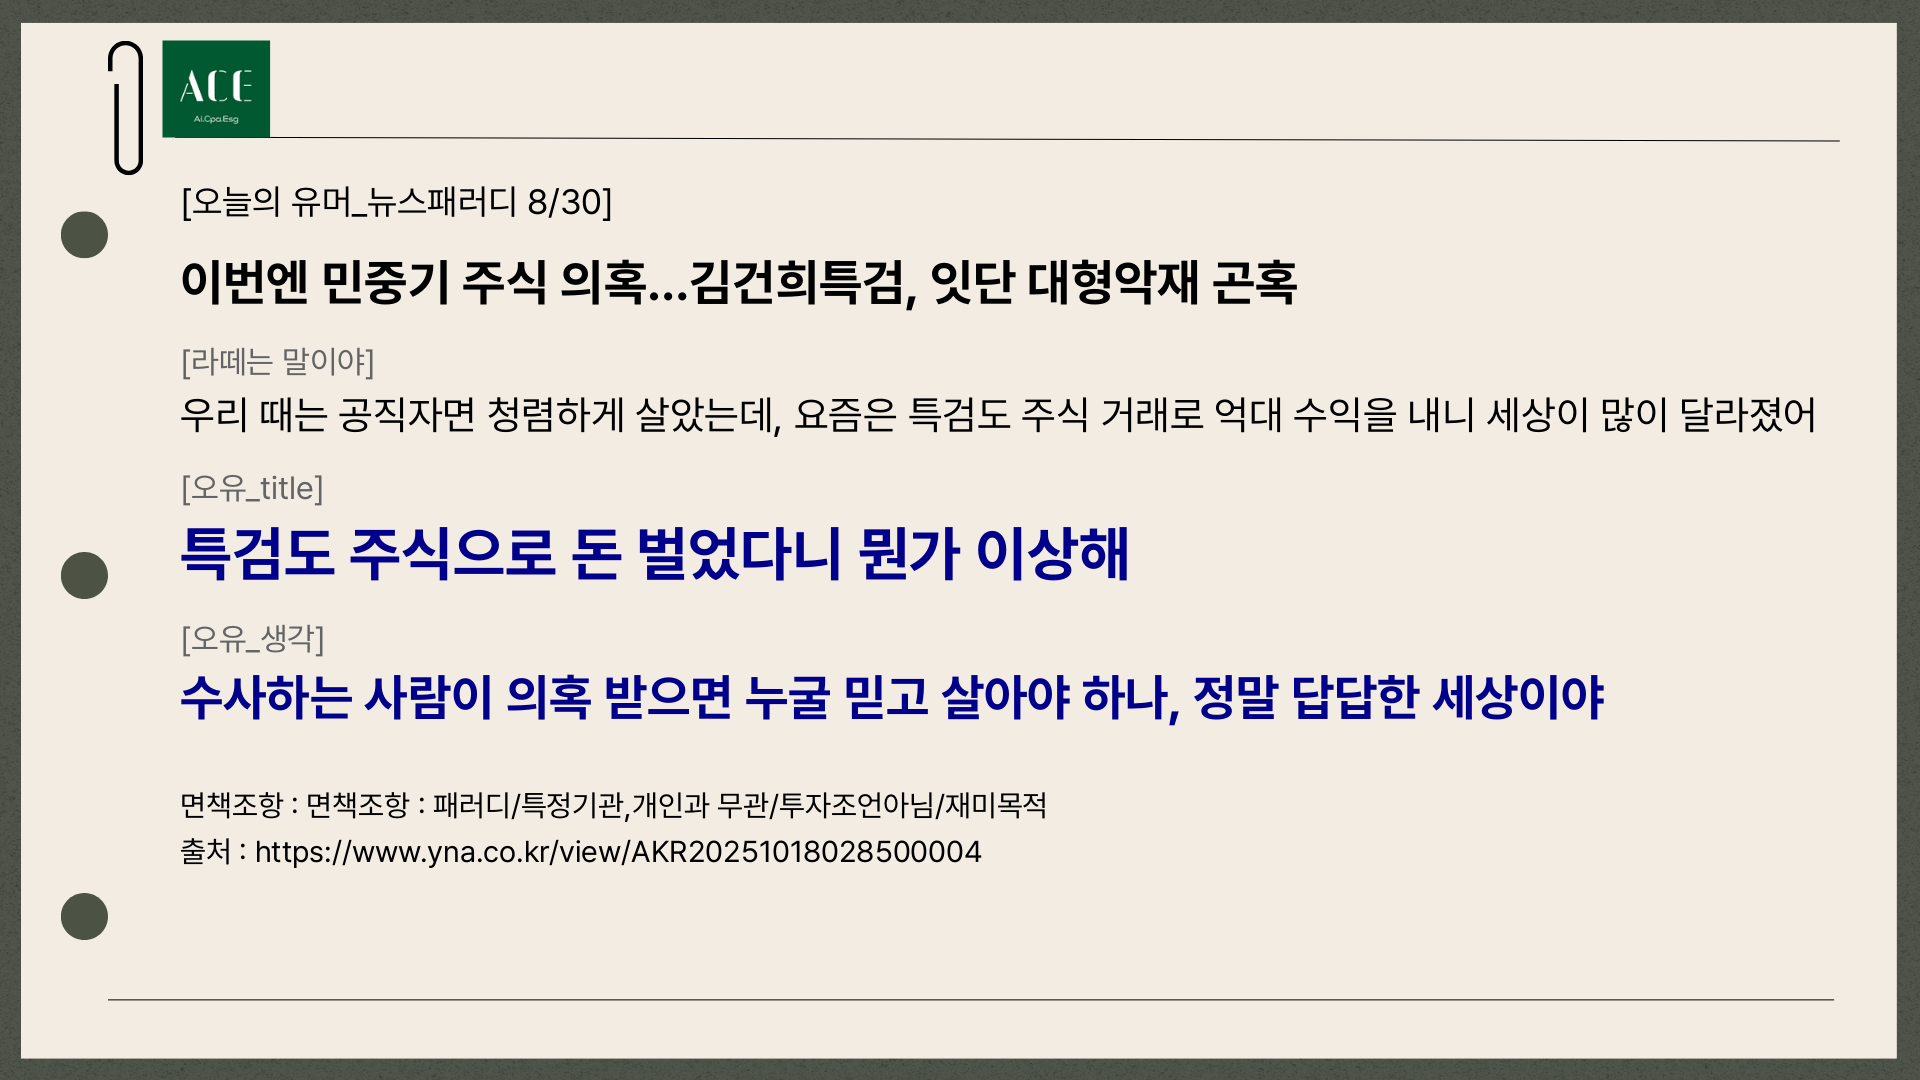 ACE
Ai.Cpa.Esg
[오늘의 유머_뉴스패러디 8/30]
이번엔 민중기 주식 의혹...김건희특검, 잇단 대형악재 곤혹
[라떼는 말이야]
우리 때는 공직자면 청렴하게 살았는데, 요즘은 특검도 주식 거래로 억대 수익을 내니 세상이 많이 달라졌어
[오유_title]
특검도 주식으로 돈 벌었다니 뭔가 이상해
[오유_생각]
수사하는 사람이 의혹 받으면 누굴 믿고 살아야 하나, 정말 답답한 세상이야
면책조항 : 면책조항 : 패러디/특정기관,개인과 무관/투자조언아님/재미목적
출처 : https://www.yna.co.kr/view/AKR20251018028500004